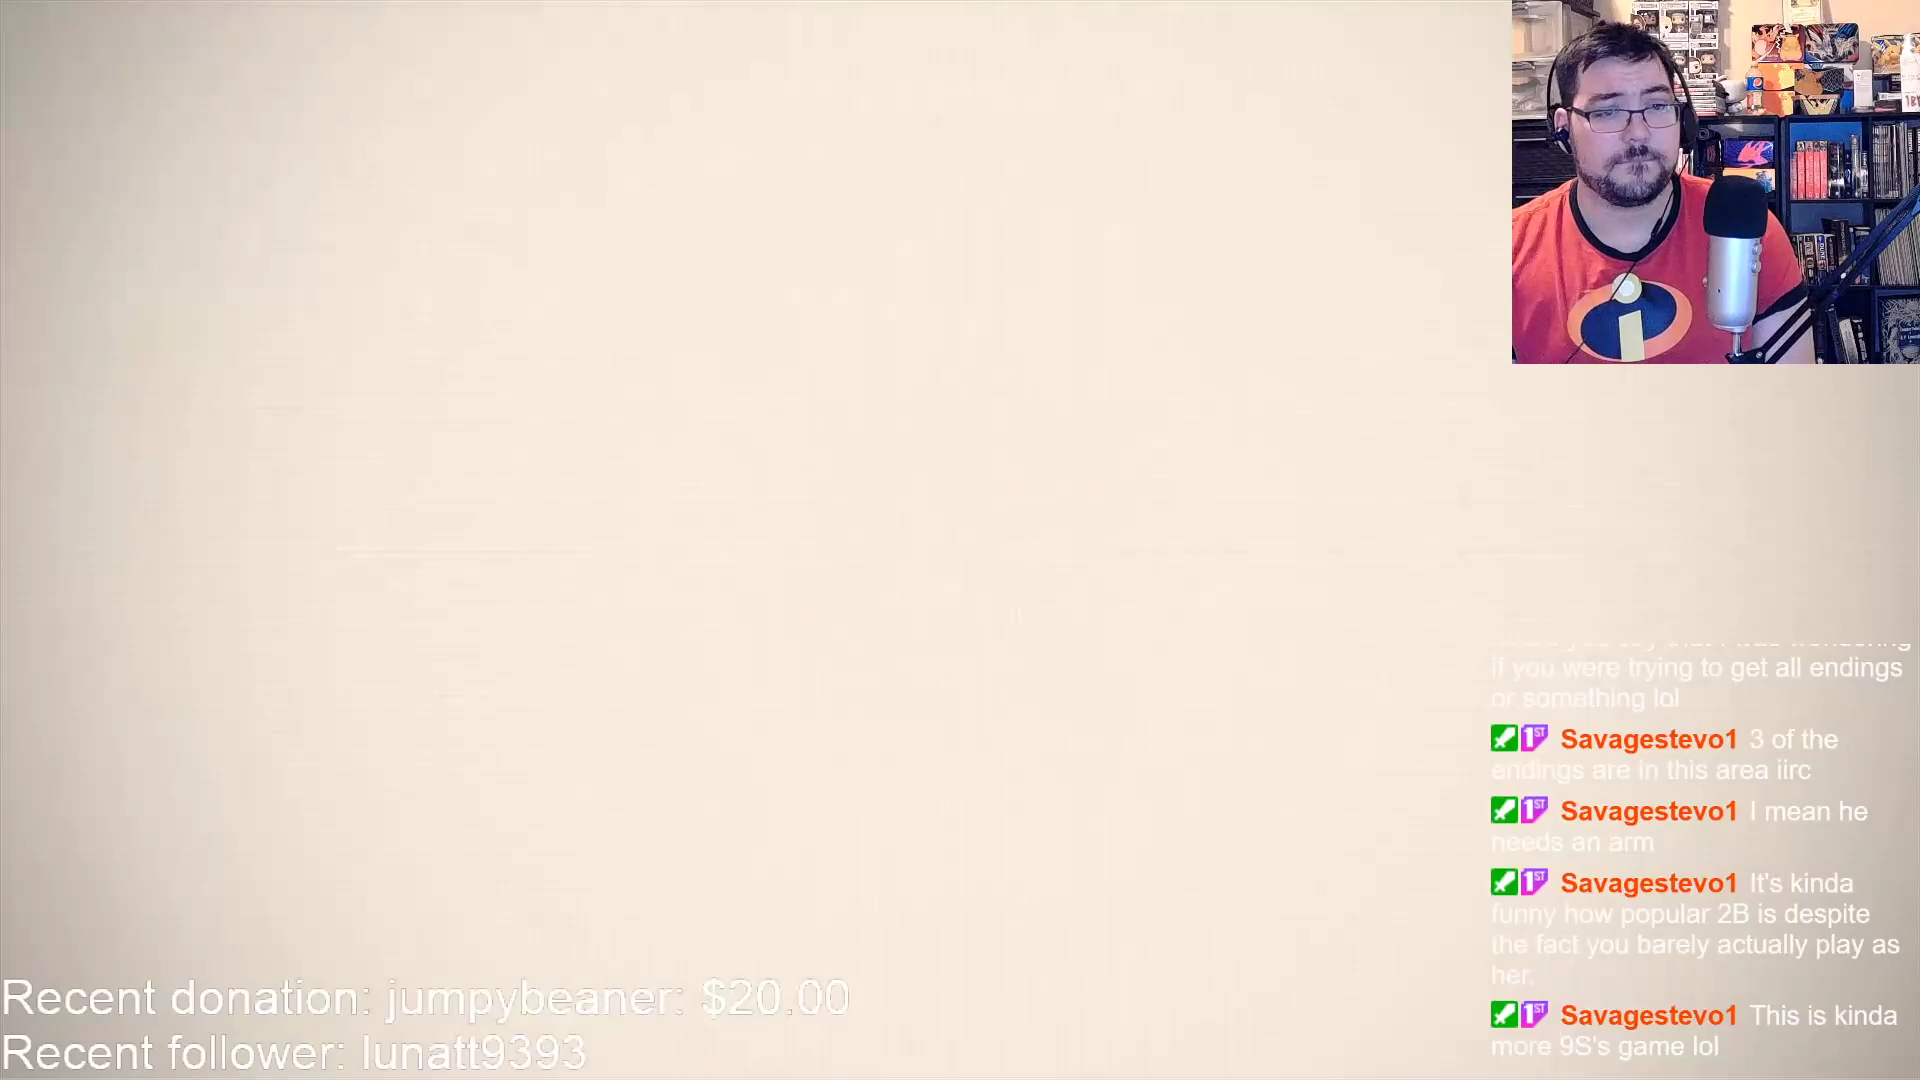 if you were trying to get all endings
or something lol
Savagestevo1 3 of the
endings are in this area iirc
Savagestevo1 I mean he
needs an arm
Savagestevo1 It's kinda
funny how popular 2B is despite
the fact you barely actually play as
her.
Savagestevo1 This is kinda
more 9S's game lol
Recent donation: jumpybeaner: $20.00
Recent follower: lunatt9393